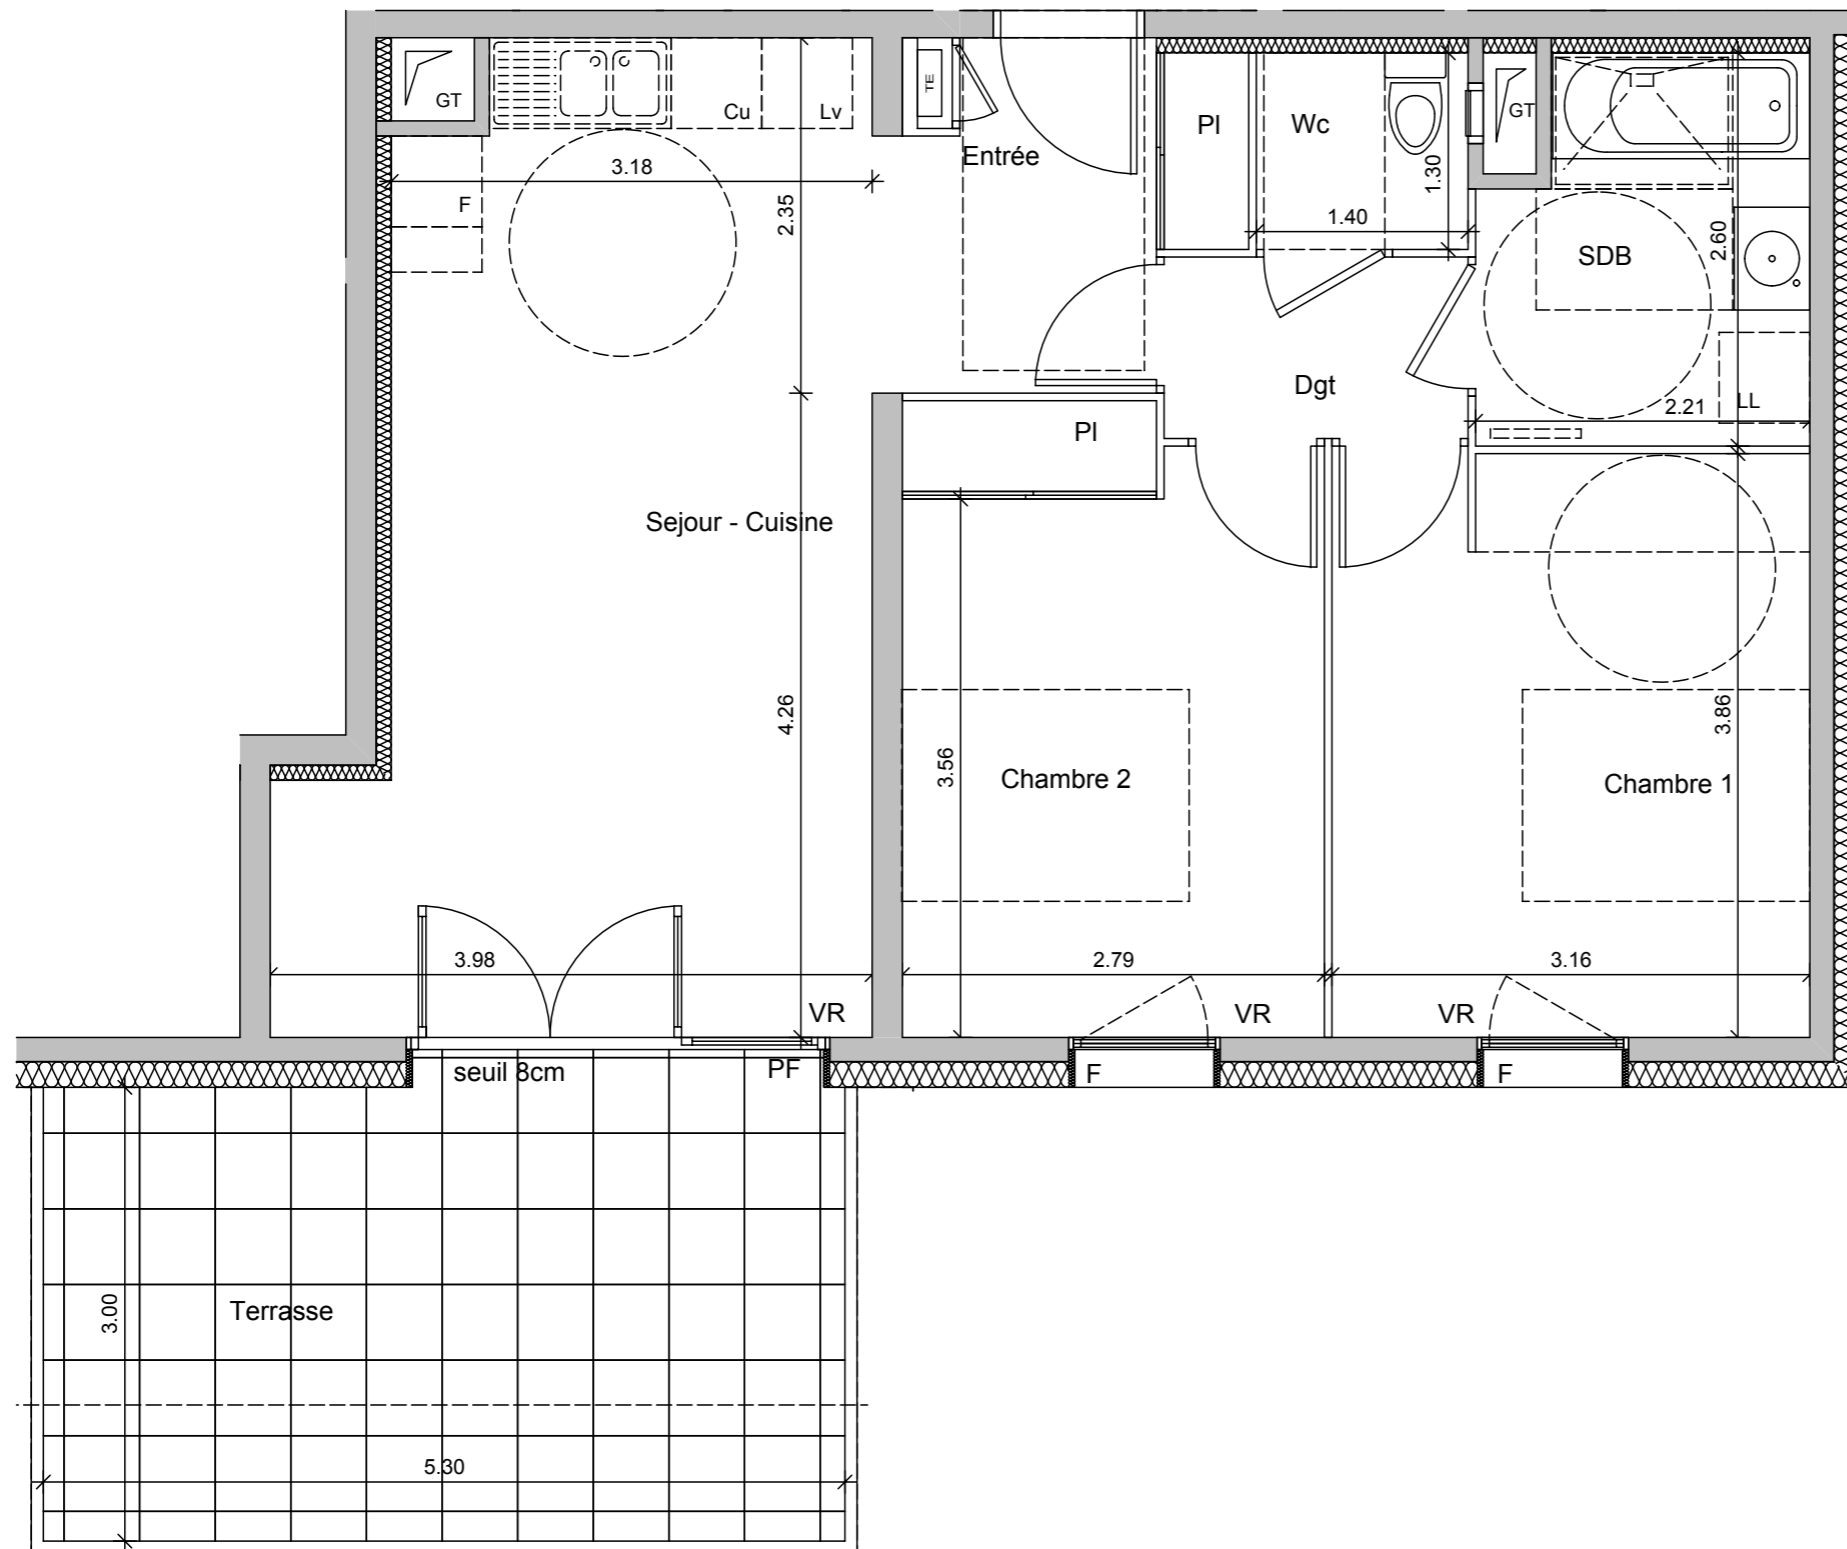 GT
Cu
Lv
TE
Entrée
Pl
Wc
GT
3.18
F
2.35
1.30
1.40
SDB
2.60
Dgt
2.21
LL
Pl
Sejour - Cuisine
4.26
3.56
3.86
Chambre 2
Chambre 1
3.98
2.79
3.16
VR
VR
VR
seuil 8cm
PF
F
F
3.00
Terrasse
5.30